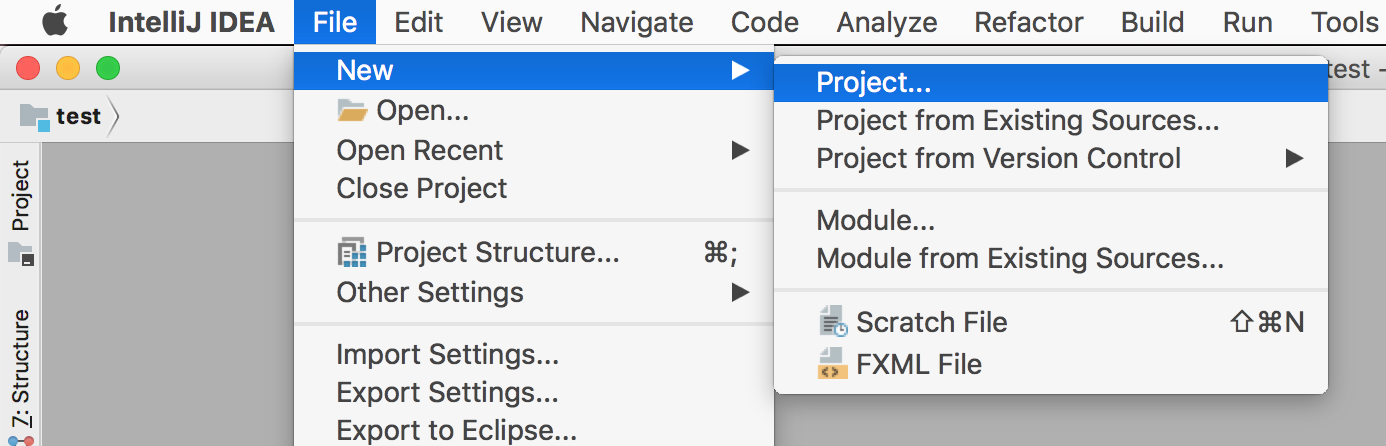 IntelliJ IDEA File Edit View Navigate Code Analyze Refactor Build Run Tools
test -
test
Project
Z: Structure
New
Open...
Open Recent
Close Project
Project Structure... ⌘;
Other Settings
Import Settings...
Export Settings...
Export to Eclipse...
Project...
Project from Existing Sources...
Project from Version Control
Module...
Module from Existing Sources...
Scratch File ⇧⌘N
FXML File